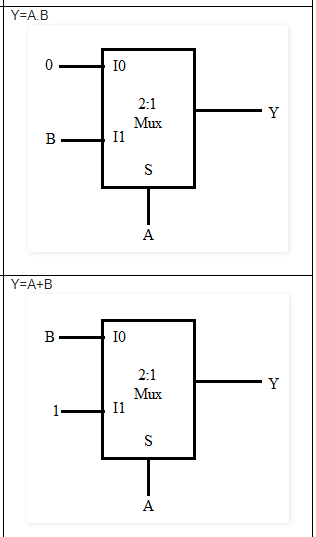 Y=A.B
0 I0
2:1
Mux
Y
B I1
S
A
Y=A+B
B I0
2:1
Mux
Y
1 I1
S
A